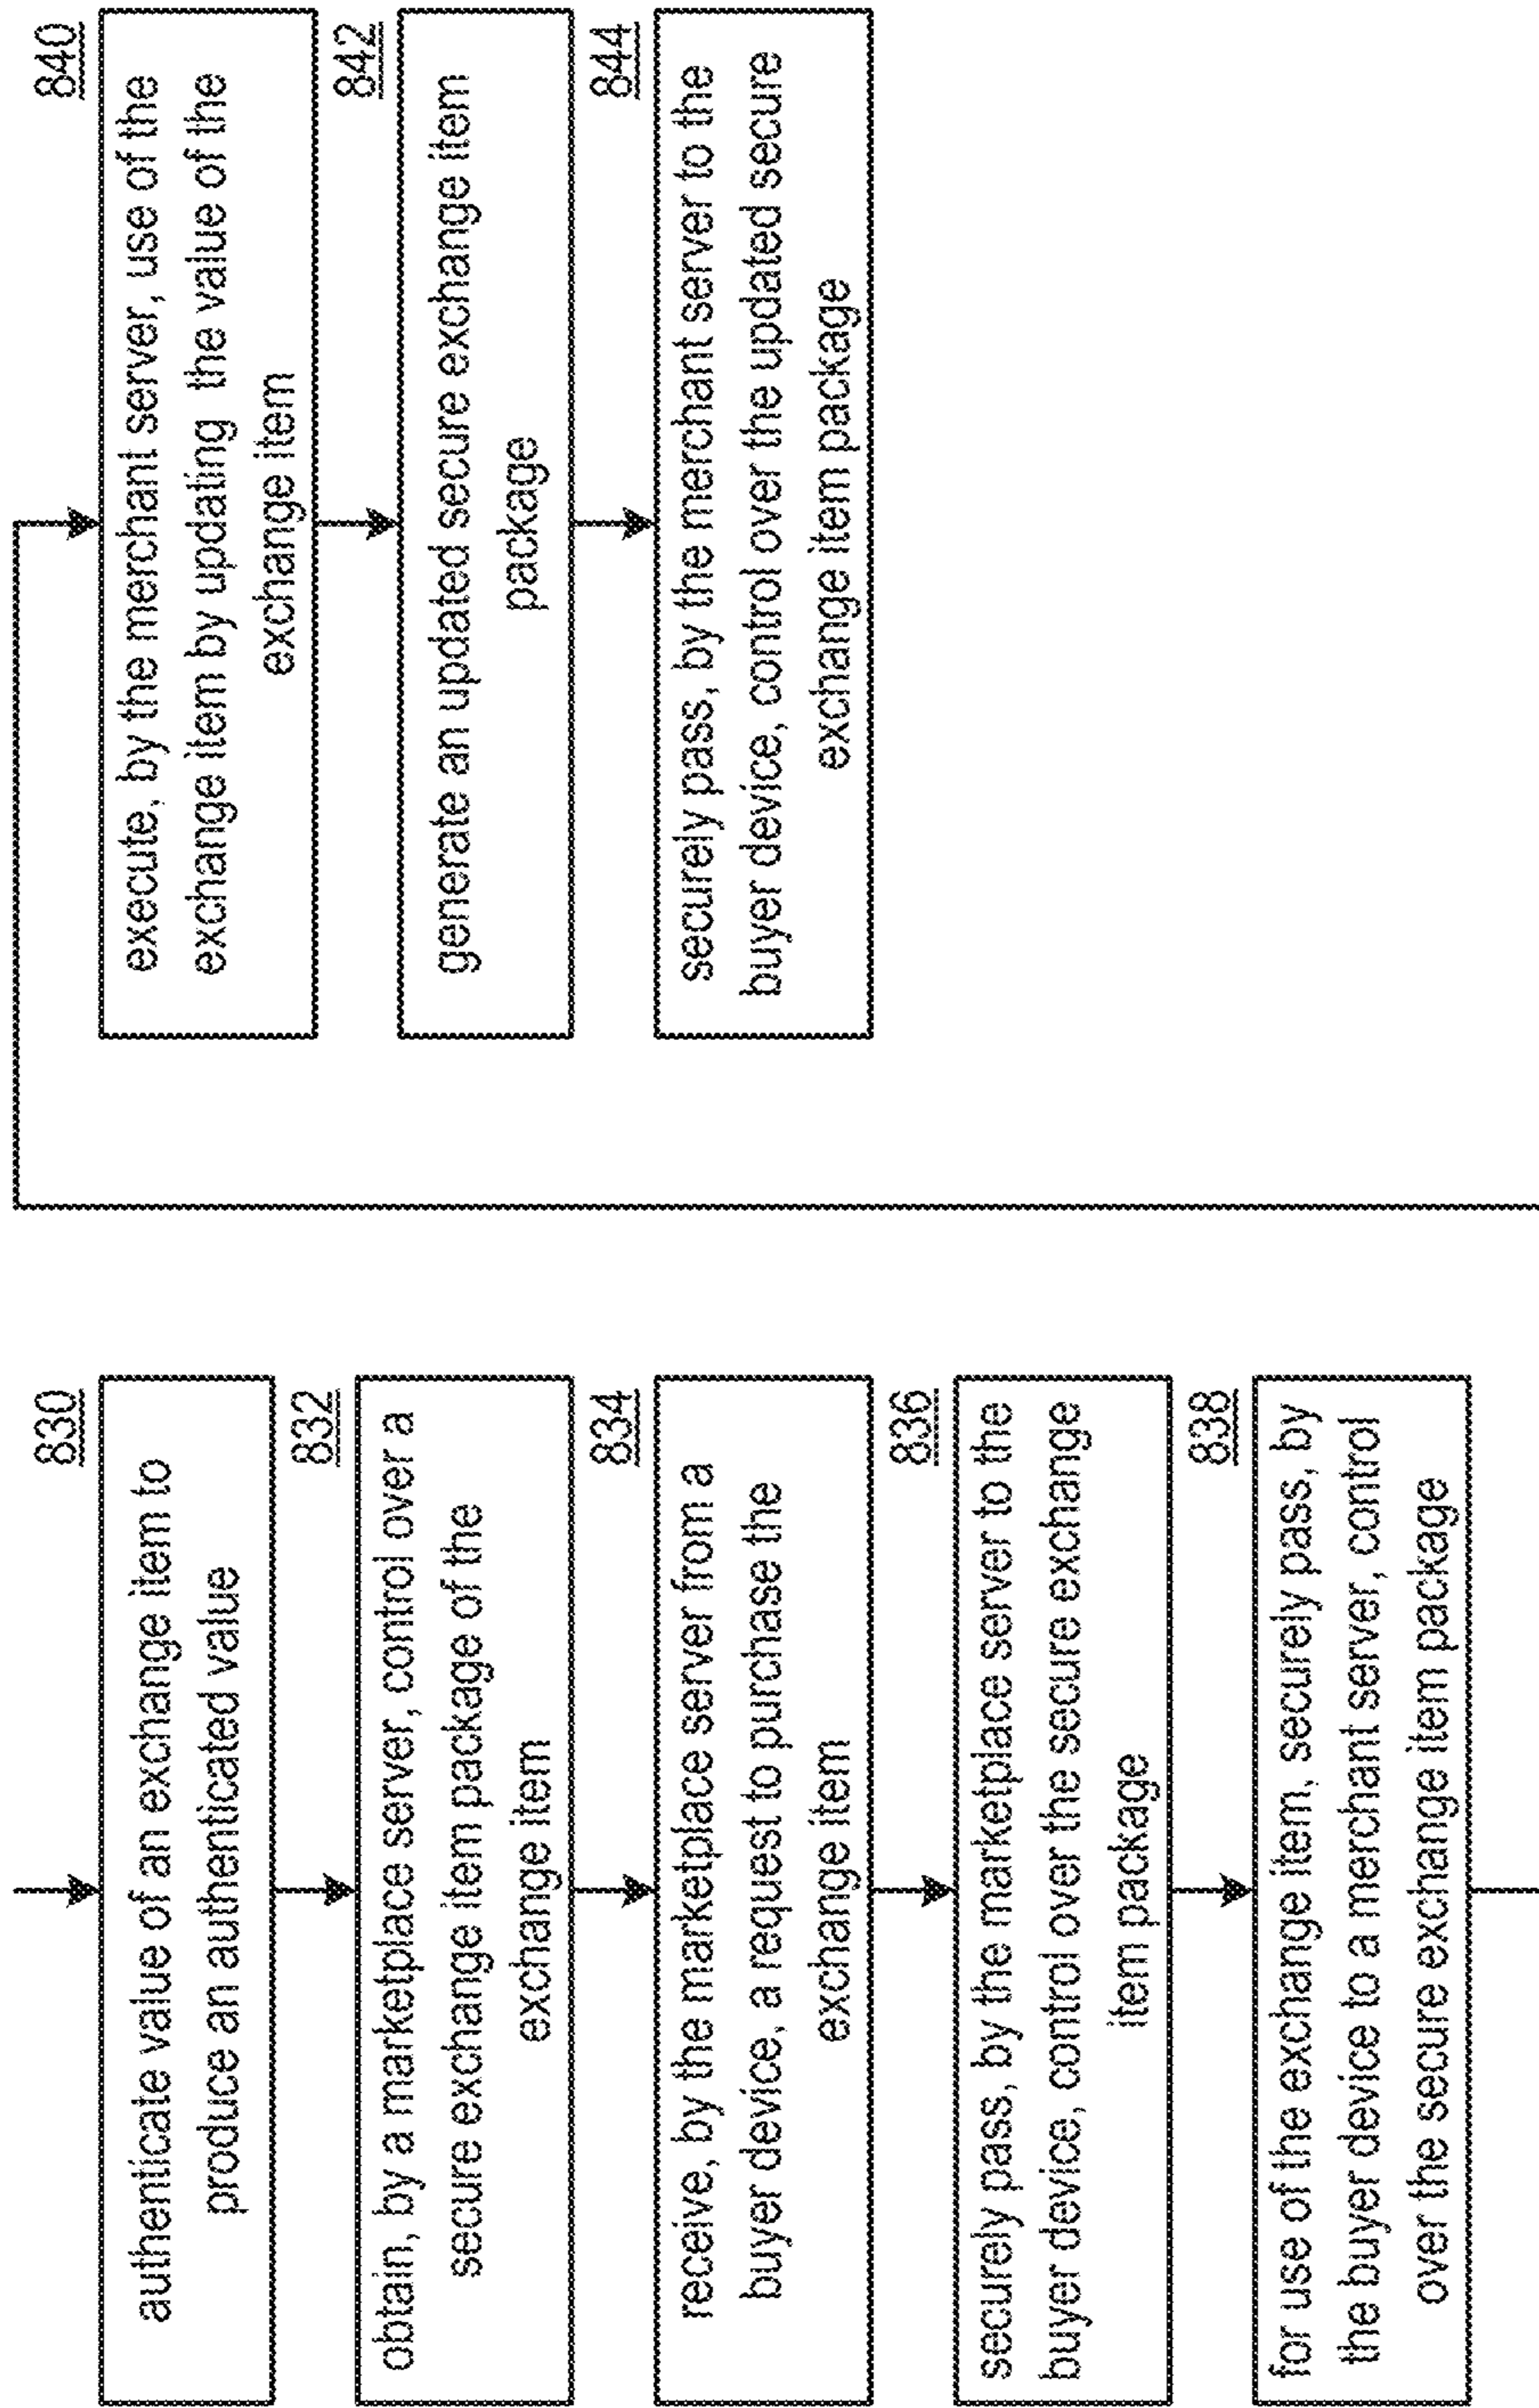 830
authenticate value of an exchange item to
produce an authenticated value
832
obtain, by a marketplace server, control over a
secure exchange item package of the
exchange item
834
receive, by the marketplace server from a
buyer device, a request to purchase the
exchange item
836
securely pass, by the marketplace server to the
buyer device, control over the secure exchange
item package
838
for use of the exchange item, securely pass, by
the buyer device to a merchant server, control
over the secure exchange item package
840
execute, by the merchant server, use of the
exchange item by updating the value of the
exchange item
842
generate an updated secure exchange item
package
844
securely pass, by the merchant server to the
buyer device, control over the updated secure
exchange item package